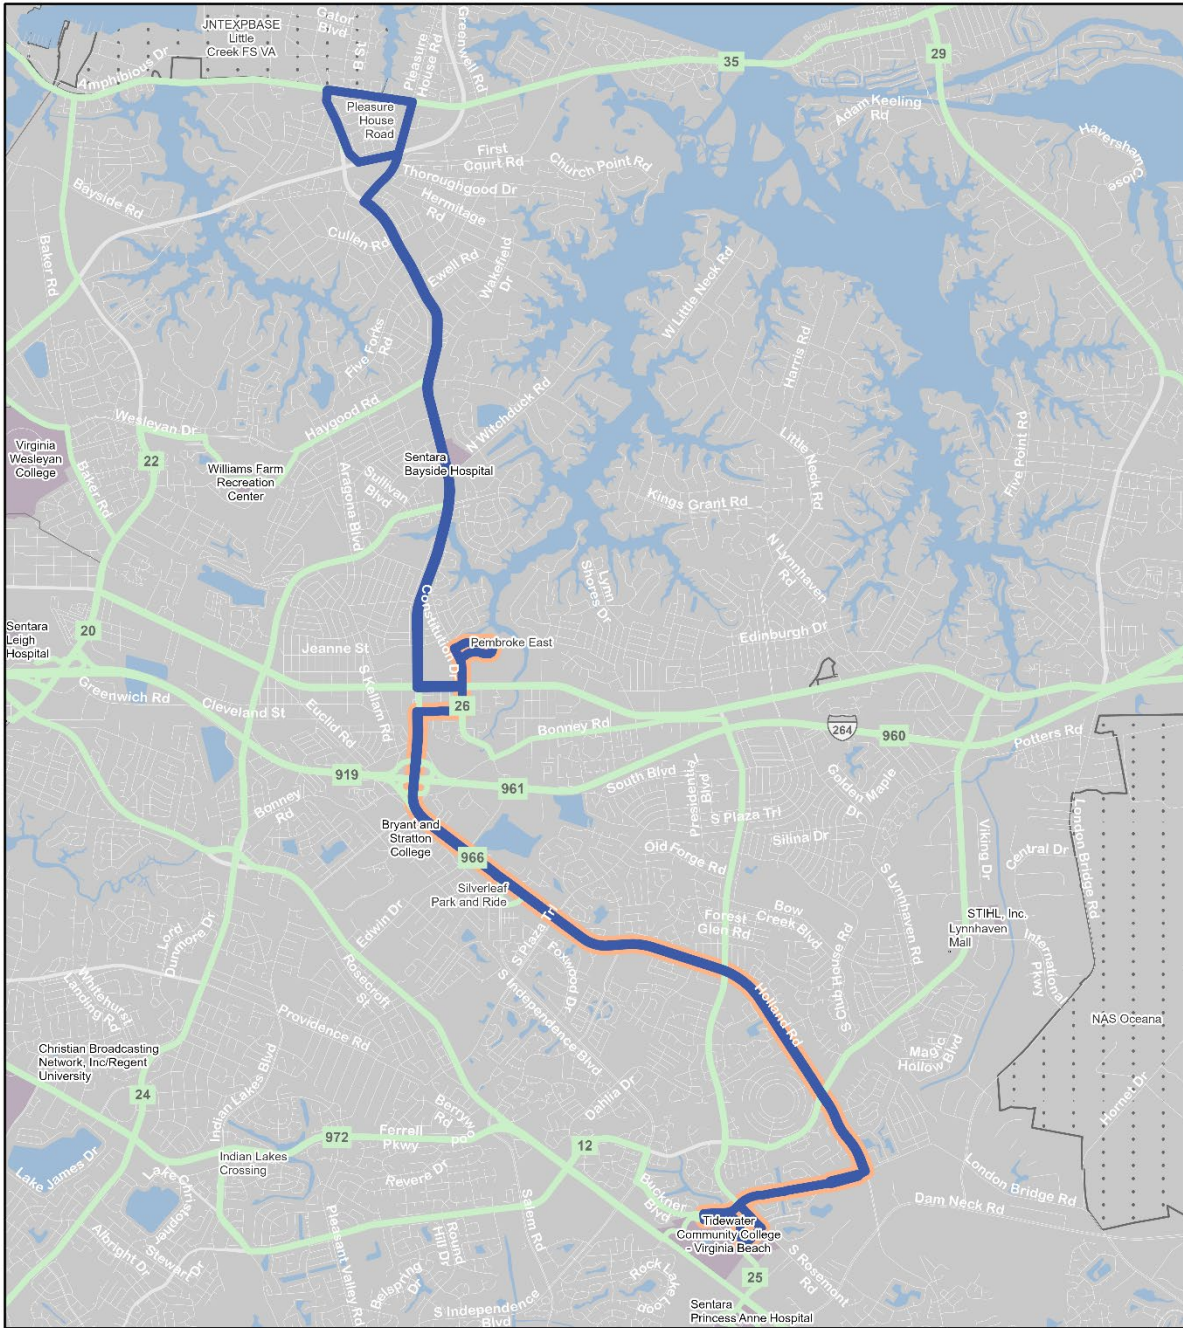 JNTEXPBASE
Little
Creek FS VA
Gator
Blvd
B St
Pleasure
House Rd
Greenwell Rd
Amphibious Dr
35
29
Pleasure
House
Road
Adam Keeling
Rd
Haversham
Close
First
Court Rd
Church Point Rd
Thoroughgood Dr
Hermitage
Rd
Bayside Rd
Cullen Rd
Baker Rd
Ewell Rd
Wakefield
Dr
W Little Neck Rd
Five Forks
Rd
Harris Rd
Wesleyan Dr
Haygood Rd
N Witchduck Rd
Virginia
Wesleyan
College
22
Williams Farm
Recreation
Center
Sentara
Bayside Hospital
Little Neck Rd
Five Point Rd
Baker Rd
Aragona Blvd
Sullivan
Blvd
Kings Grant Rd
N Lynnhaven
Rd
Lynn
Shores Dr
Constitution Dr
Sentara
Leigh
Hospital
20
Jeanne St
Pembroke East
Edinburgh Dr
Greenwich Rd
Cleveland St
Euclid Rd
S Kellam Rd
26
Bonney Rd
264
960
Potters Rd
919
961
South Blvd
Golden Maple
Dr
Bonney
Rd
Presidential
Blvd
S Plaza Trl
Silina Dr
Bryant and
Stratton
College
966
Old Forge Rd
Viking Dr
Central Dr
London Bridge Rd
Silverleaf
Park and Ride
S Lynnhaven Rd
Edwin Dr
S Plaza Trl
Bow
Creek Blvd
Forest
Glen Rd
STIHL, Inc.
Lynnhaven
Mall
Lord
Dunmore Dr
Foxwood Dr
S Club House Rd
International
Pkwy
Whitehurst
Landing Rd
Rosecroft
St
S Independence Blvd
Holland Rd
NAS Oceana
Providence Rd
Magic
Hollow Blvd
Christian Broadcasting
Network, Inc/Regent
University
24
Indian Lakes Blvd
Dahlia Dr
Hornet Dr
Berrywood
Rd
972
Ferrell
Pkwy
12
Indian Lakes
Crossing
Lake James Dr
Lake Christopher
Dr
Revere Dr
Buckner
Blvd
London Bridge Rd
Dam Neck Rd
Tidewater
Community College
- Virginia Beach
Albright Dr
Stewart
Dr
Pleasant Valley Rd
Round
Hill Dr
Salem Rd
S Rosemont
Rd
Bellspring
Dr
Rock Lake
Loop
25
S Independence
Blvd
Sentara
Princess Anne Hospital